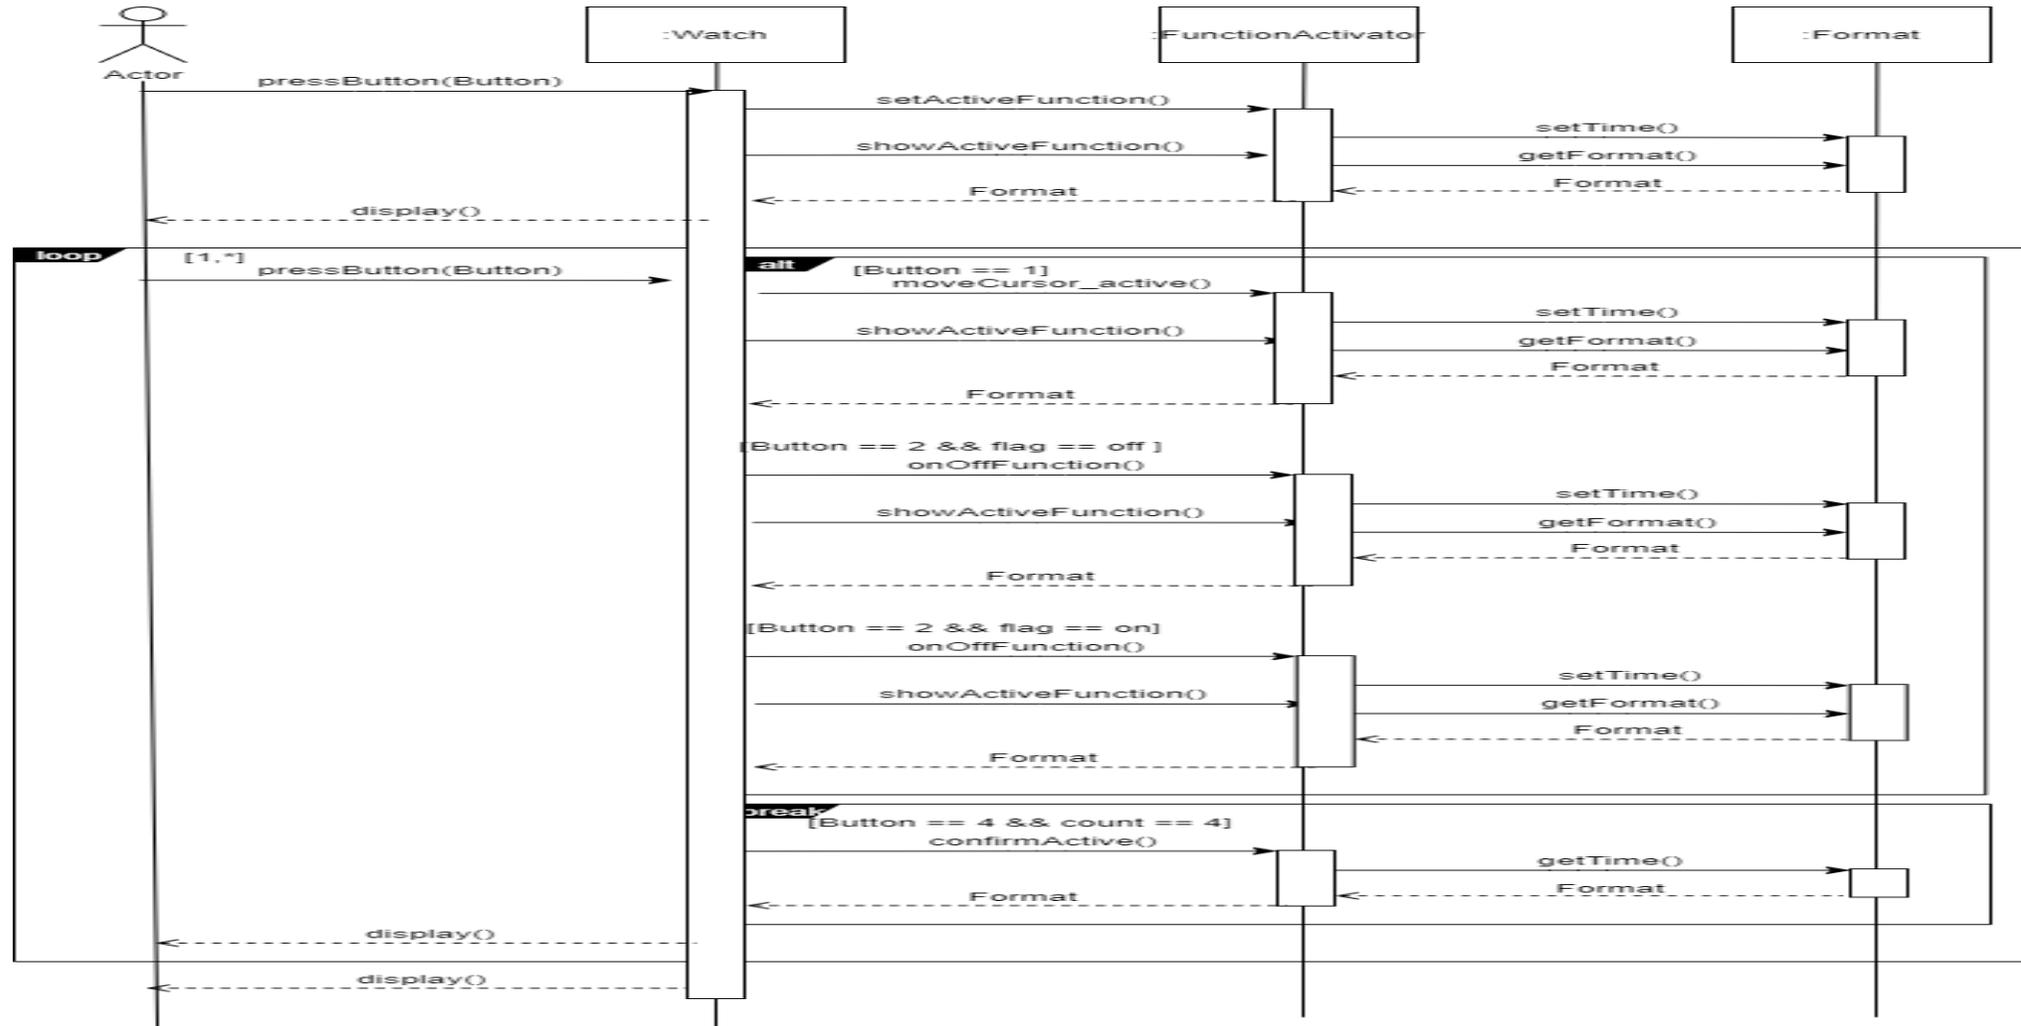 :Watch
:FunctionActivator
:Format
Actor
pressButton(Button)
setActiveFunction()
setTime()
showActiveFunction()
getFormat()
Format
Format
display()
loop
[1,*]
pressButton(Button)
alt
[Button == 1]
moveCursor_active()
setTime()
showActiveFunction()
getFormat()
Format
Format
[Button == 2 && flag == off ]
onOffFunction()
setTime()
showActiveFunction()
getFormat()
Format
Format
[Button == 2 && flag == on]
onOffFunction()
setTime()
showActiveFunction()
getFormat()
Format
Format
break
[Button == 4 && count == 4]
confirmActive()
getTime()
Format
Format
display()
display()